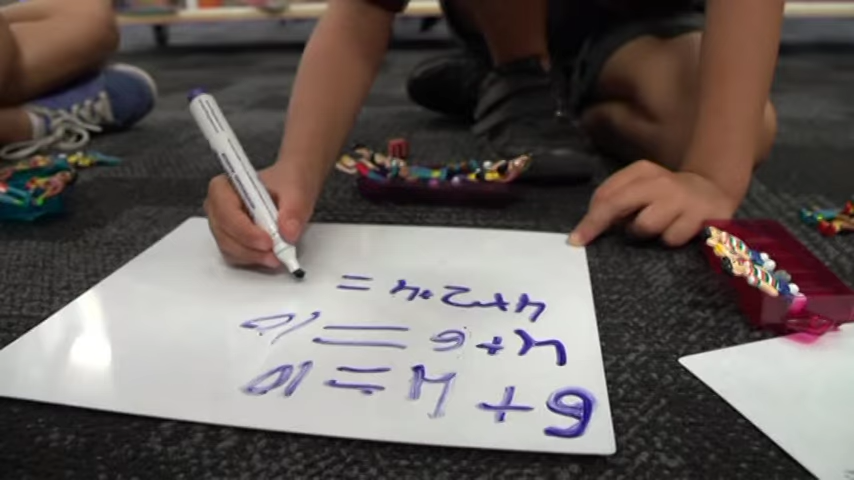 6 + 4 = 10
4 + 6 = 10
4+2+4 =